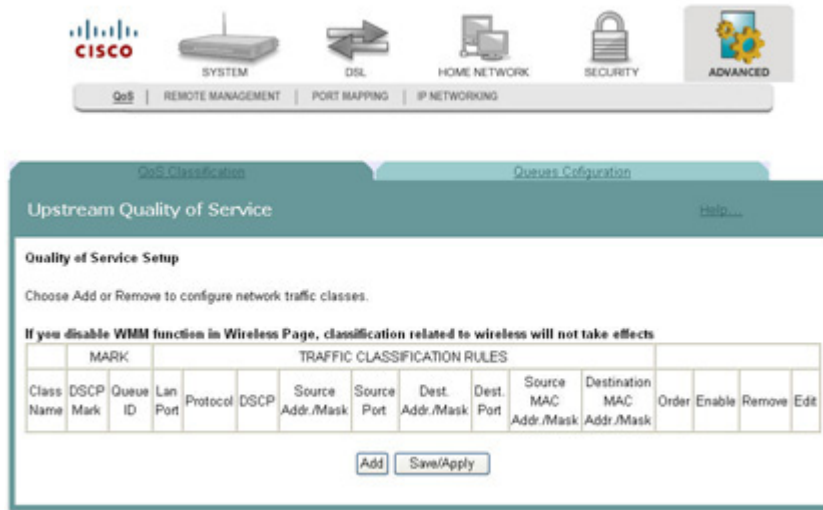 CISCO
SYSTEM
DSL
HOME NETWORK
SECURITY
ADVANCED
QoS | REMOTE MANAGEMENT | PORT MAPPING | IP NETWORKING
QoS Classification
Queues Cofiguration
Upstream Quality of Service
Help...
Quality of Service Setup
Choose Add or Remove to configure network traffic classes.
If you disable WMM function in Wireless Page, classification related to wireless will not take effects
MARK
TRAFFIC CLASSIFICATION RULES
Class Name
DSCP Mark
Queue ID
Lan Port
Protocol
DSCP
Source Addr./Mask
Source Port
Dest. Addr./Mask
Dest. Port
Source MAC Addr./Mask
Destination MAC Addr./Mask
Order
Enable
Remove
Edit
Add
Save/Apply